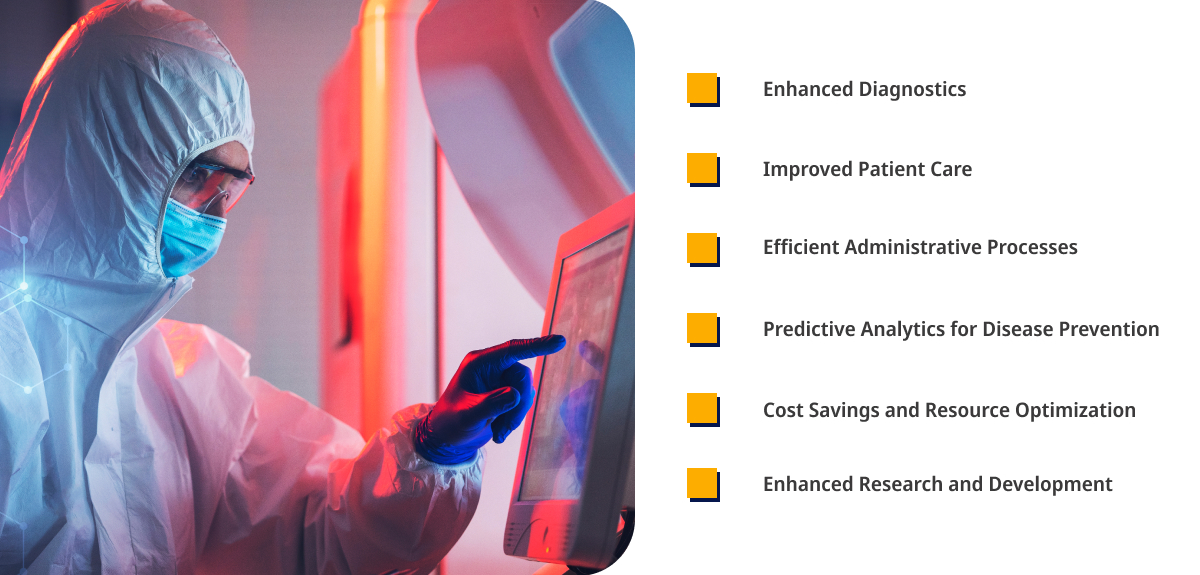 Enhanced Diagnostics
Improved Patient Care
Efficient Administrative Processes
Predictive Analytics for Disease Prevention
Cost Savings and Resource Optimization
Enhanced Research and Development